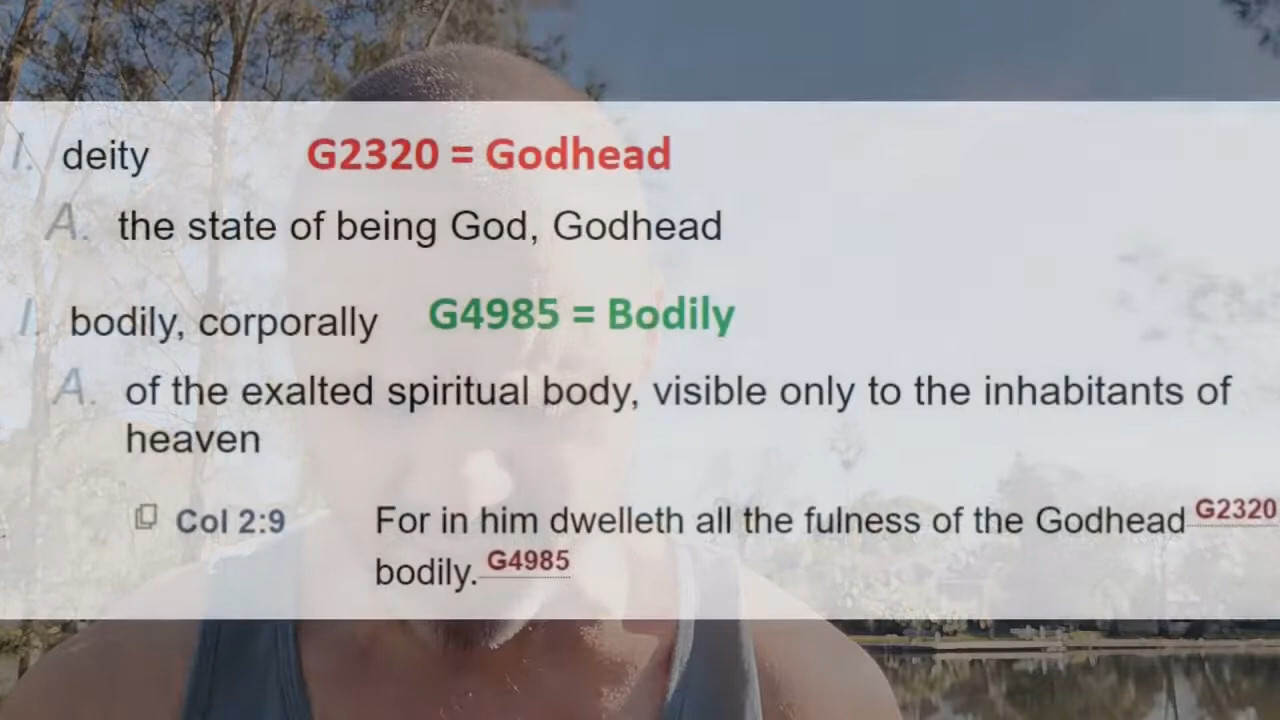 I. deity G2320 = Godhead
A. the state of being God, Godhead
I. bodily, corporally G4985 = Bodily
A. of the exalted spiritual body, visible only to the inhabitants of
heaven
Col 2:9 For in him dwelleth all the fulness of the Godhead G2320
bodily. G4985